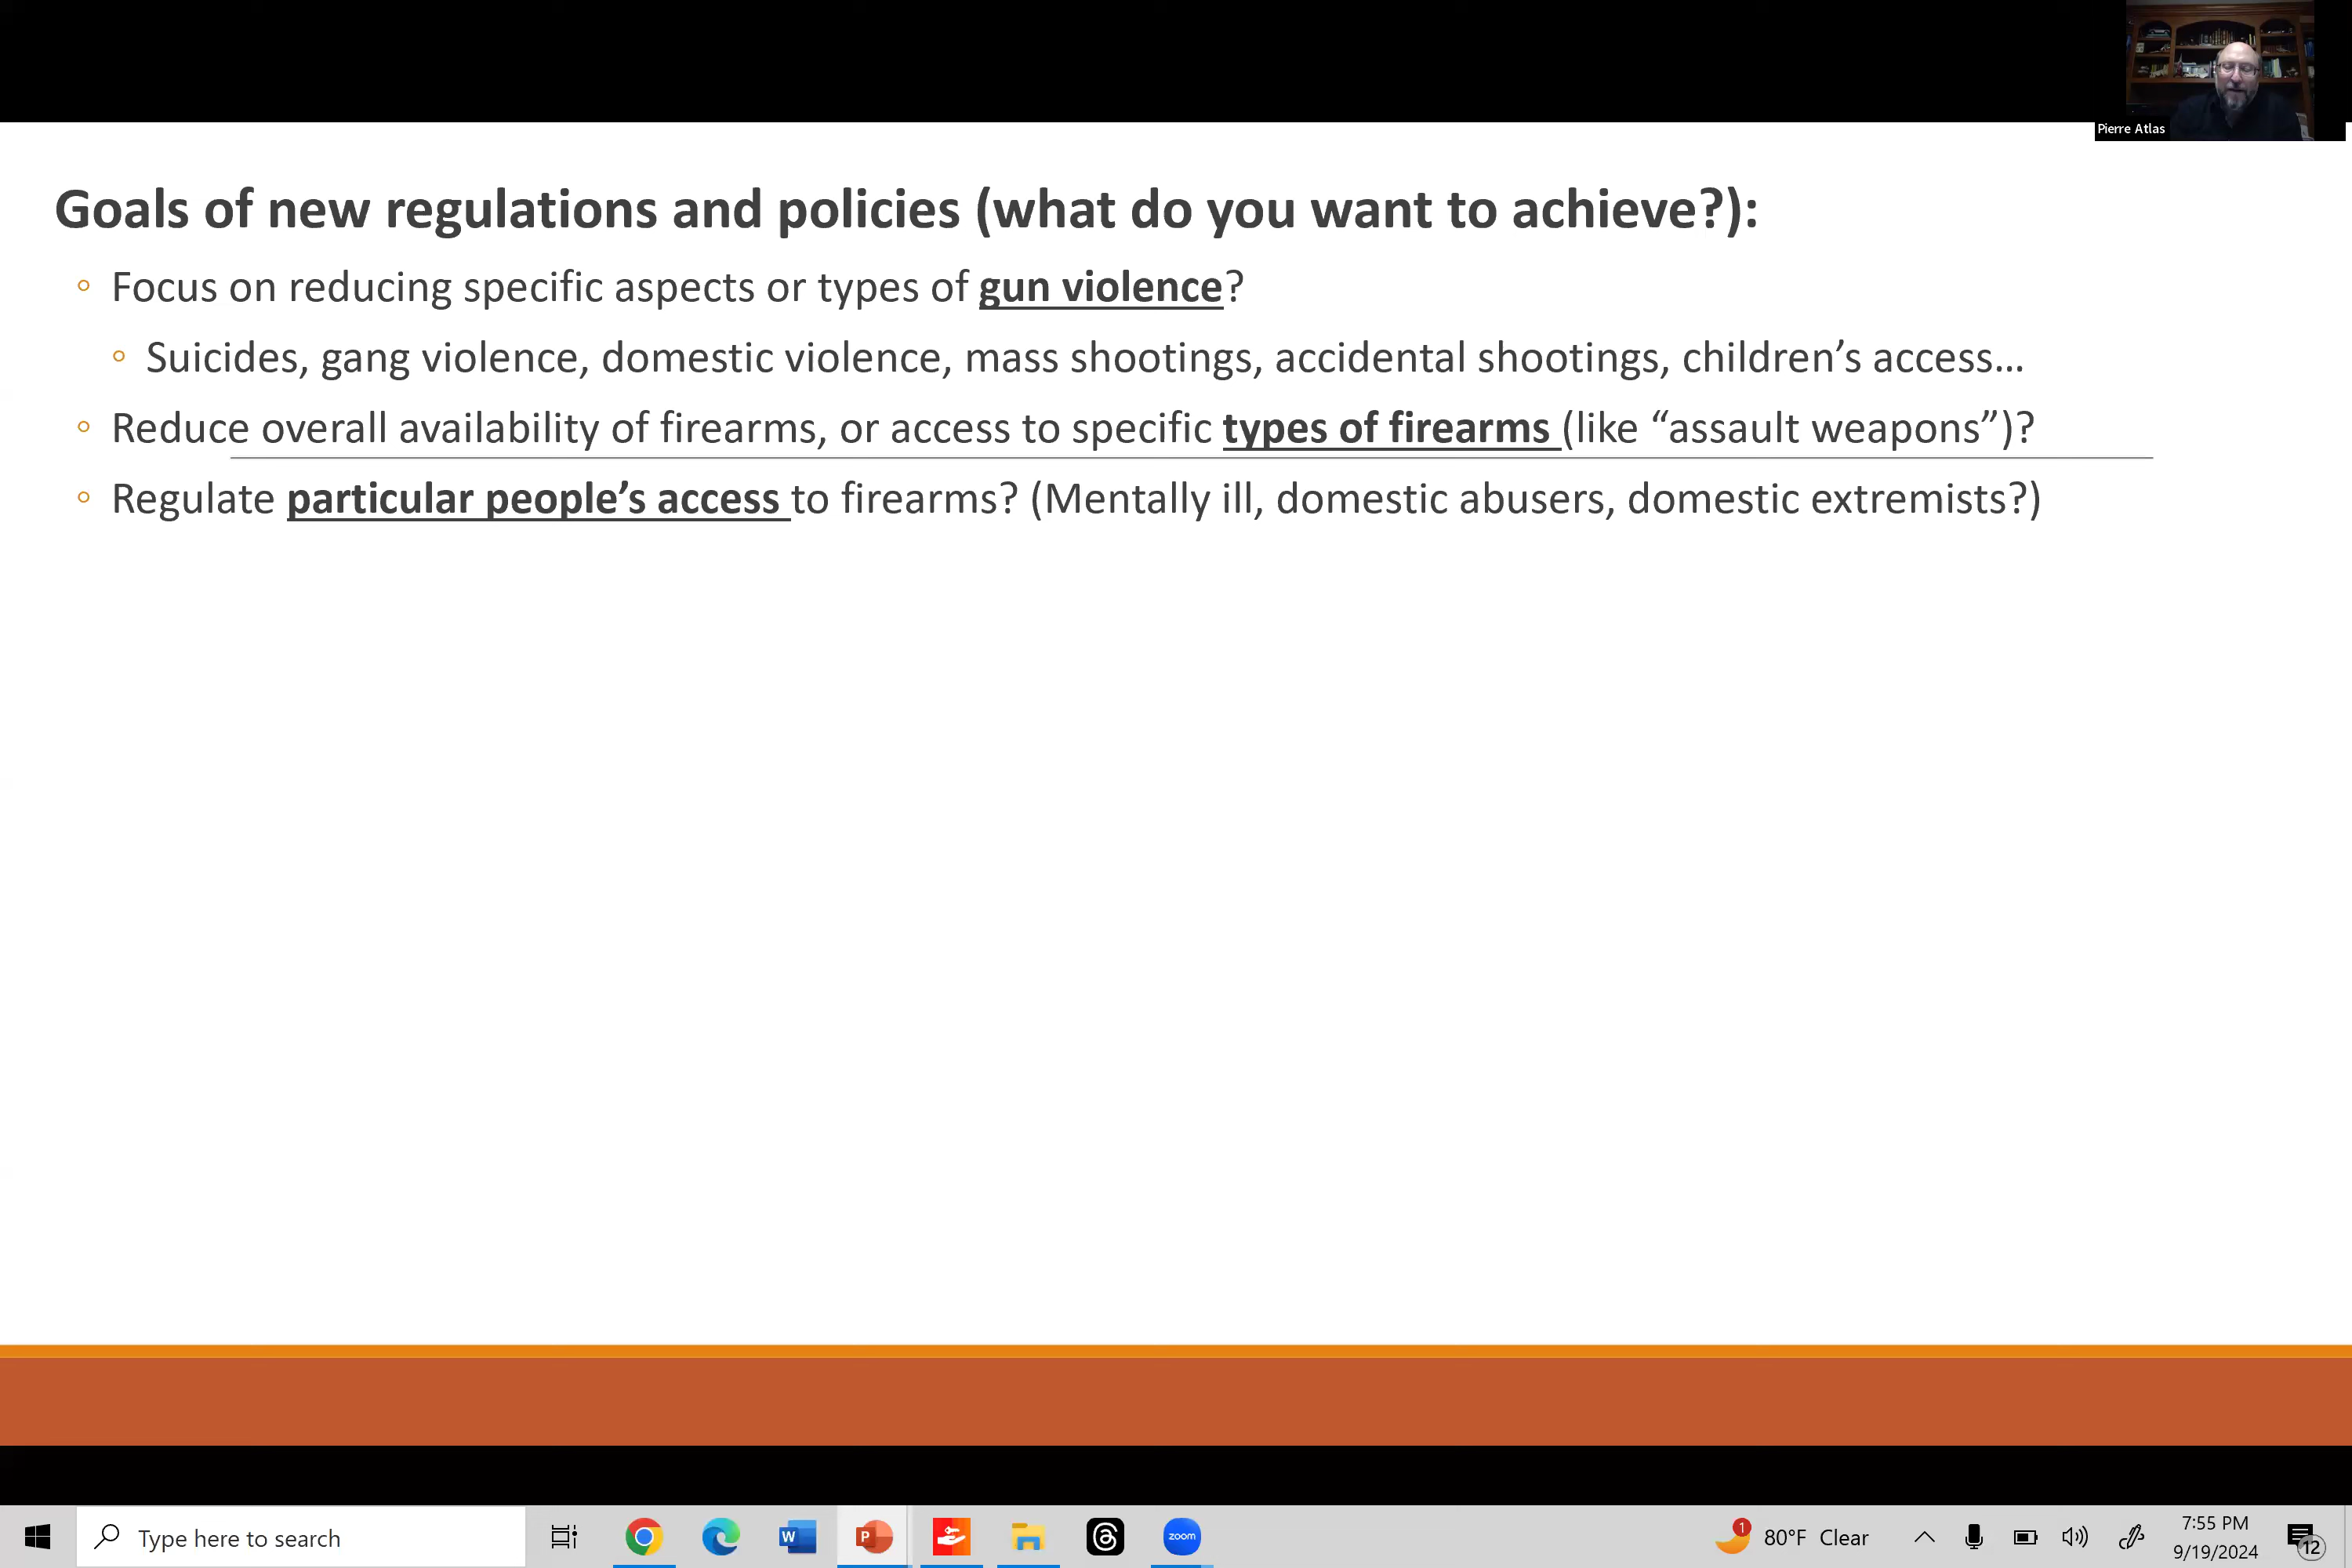 Pierre Atlas
Goals of new regulations and policies (what do you want to achieve?):
Focus on reducing specific aspects or types of gun violence?
Suicides, gang violence, domestic violence, mass shootings, accidental shootings, children’s access...
Reduce overall availability of firearms, or access to specific types of firearms (like “assault weapons”)?
Regulate particular people’s access to firearms? (Mentally ill, domestic abusers, domestic extremists?)
Type here to search
W
P
zoom
1
80°F Clear
7:55 PM
9/19/2024
12